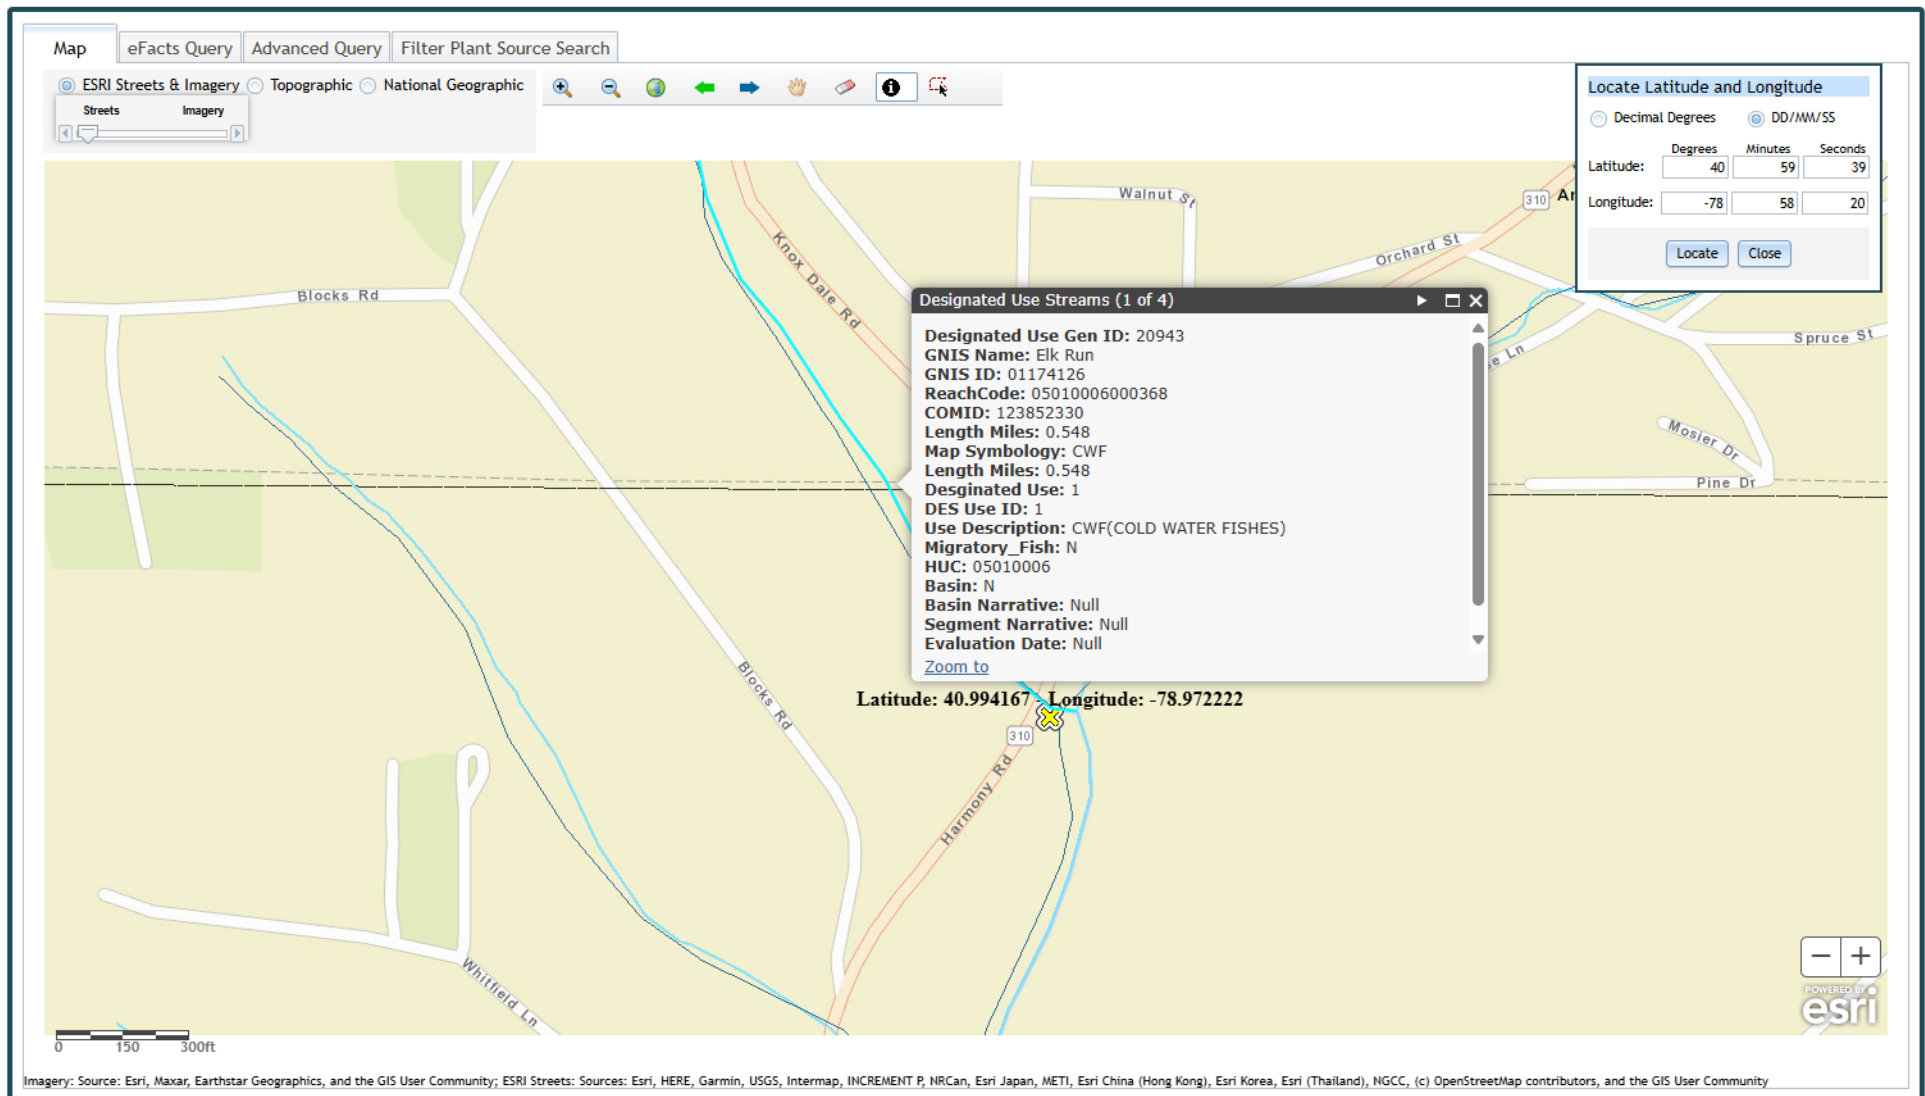 Map eFacts Query Advanced Query Filter Plant Source Search
ESRI Streets & Imagery Topographic National Geographic
Streets Imagery
Locate Latitude and Longitude
Decimal Degrees DD/MM/SS
Degrees Minutes Seconds
Latitude: 40 59 39
Longitude: -78 58 20
Locate Close
Walnut St
310
Knox Dale Rd
Orchard St
Blocks Rd
Spruce St
Mosier Dr
Pine Dr
Designated Use Streams (1 of 4)
Designated Use Gen ID: 20943
GNIS Name: Elk Run
GNIS ID: 01174126
ReachCode: 05010006000368
COMID: 123852330
Length Miles: 0.548
Map Symbology: CWF
Length Miles: 0.548
Desginated Use: 1
DES Use ID: 1
Use Description: CWF(COLD WATER FISHES)
Migratory_Fish: N
HUC: 05010006
Basin: N
Basin Narrative: Null
Segment Narrative: Null
Evaluation Date: Null
Zoom to
Latitude: 40.994167 - Longitude: -78.972222
Blocks Rd
310
Harmony Rd
Whitfield Ln
POWERED BY
esri
0 150 300ft
Imagery: Source: Esri, Maxar, Earthstar Geographics, and the GIS User Community; ESRI Streets: Sources: Esri, HERE, Garmin, USGS, Intermap, INCREMENT P, NRCan, Esri Japan, METI, Esri China (Hong Kong), Esri Korea, Esri (Thailand), NGCC, (c) OpenStreetMap contributors, and the GIS User Community